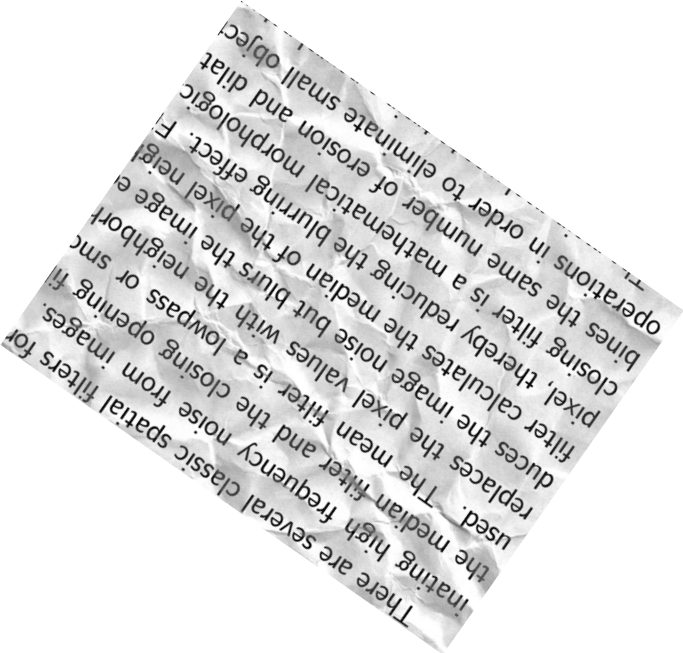 There are several classic spatial filters for
inating high frequency noise from images.
the median filter and the closing opening fi
used. The mean filter is a lowpass or smo
replaces the pixel values with the neighborh
duces the image noise but blurs the image e
filter calculates the median of the pixel neigh
pixel, thereby reducing the blurring effect. F
closing filter is a mathematical morphologic
bines the same number of erosion and dilat
operations in order to eliminate small objec